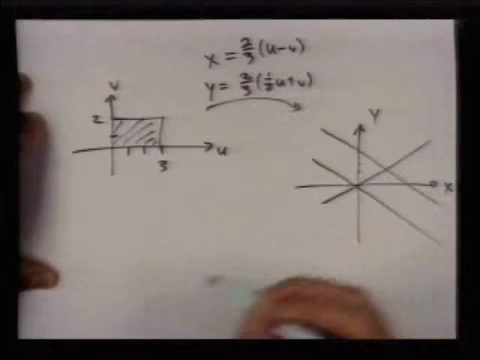 x = 2/3 (u-v)
y = 2/3 (1/2 u+v)
v
2
u
3
Y
X